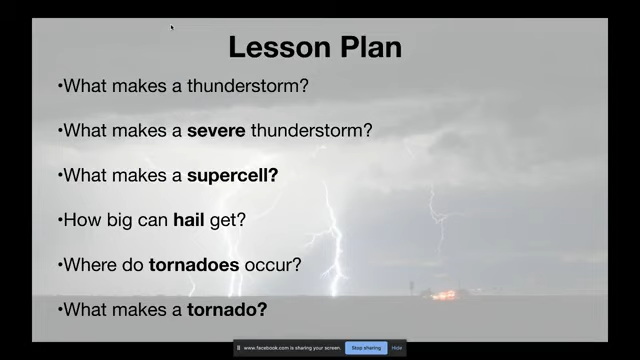 Lesson Plan
•What makes a thunderstorm?
•What makes a severe thunderstorm?
•What makes a supercell?
•How big can hail get?
•Where do tornadoes occur?
•What makes a tornado?
www.facebook.com is sharing your screen. Stop sharing Hide